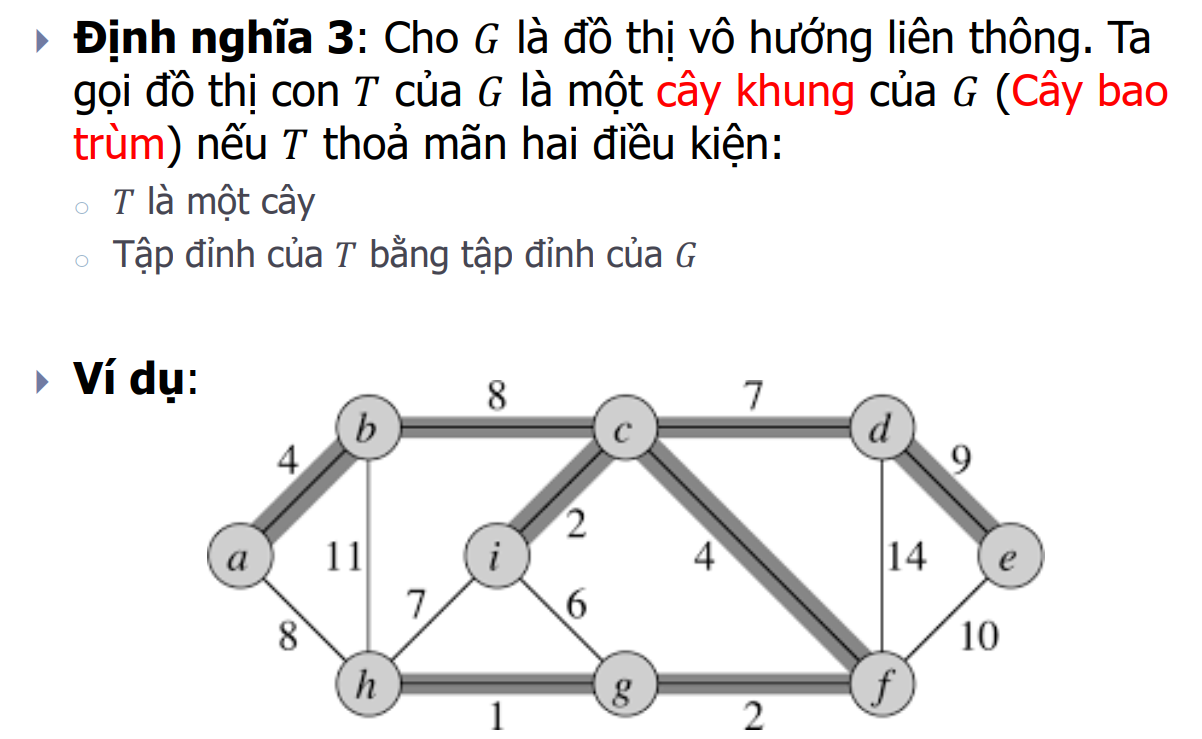 Định nghĩa 3: Cho G là đồ thị vô hướng liên thông. Ta
gọi đồ thị con T của G là một cây khung của G (Cây bao
trùm) nếu T thoả mãn hai điều kiện:
T là một cây
Tập đỉnh của T bằng tập đỉnh của G
Ví dụ:
8 7
b c d
4 9
2
a 11 i 4 14 e
7 6
8 10
h g f
1 2